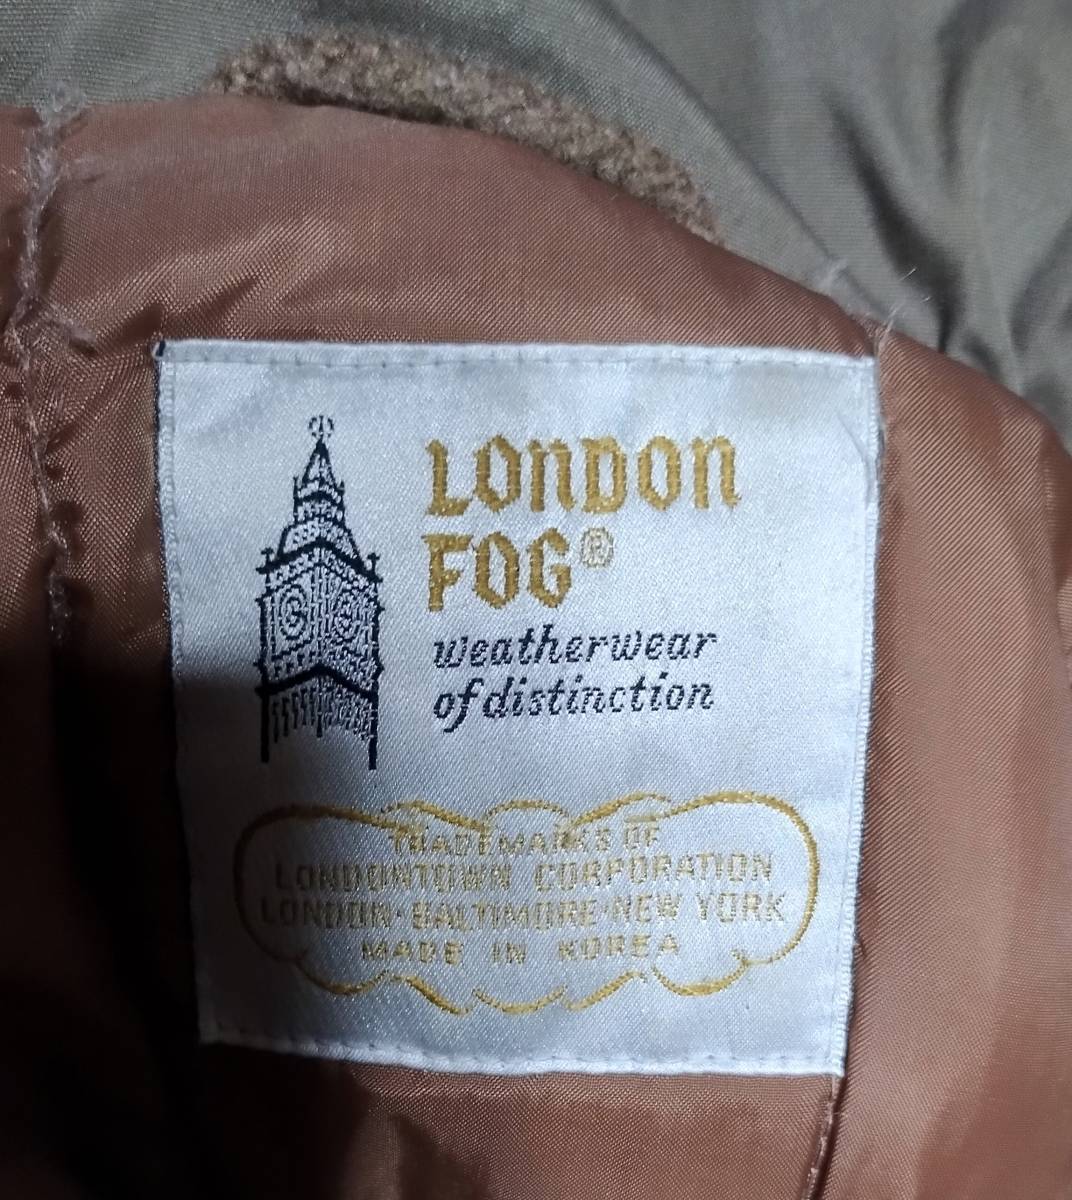 LONDON
FOG®
weatherwear
of distinction
TRADEMARKS OF
LONDONTOWN CORPORATION
LONDON·BALTIMORE·NEW YORK
MADE IN KOREA